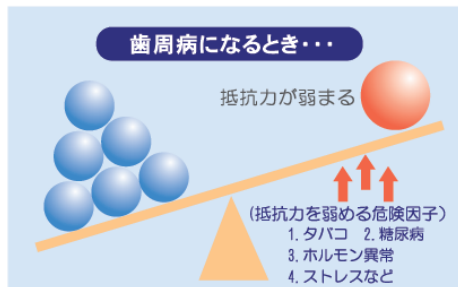 歯周病になるとき・・・
抵抗力が弱まる
(抵抗力を弱める危険因子)
1. タバコ 2. 糖尿病
3. ホルモン異常
4. ストレスなど